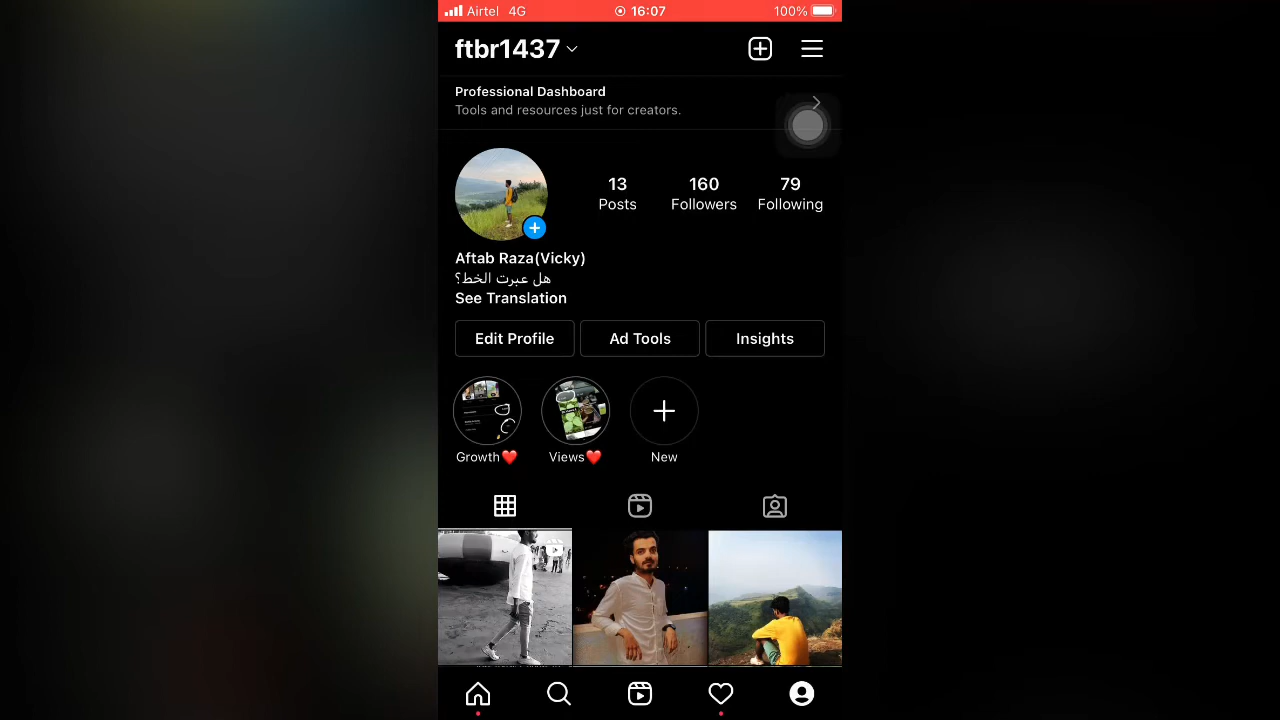 Airtel 4G 16:07 100%
ftbr1437
Professional Dashboard
Tools and resources just for creators.
13 160 79
Posts Followers Following
Aftab Raza(Vicky)
هل عبرت الخط؟
See Translation
Edit Profile Ad Tools Insights
Growth❤️ Views❤️ New